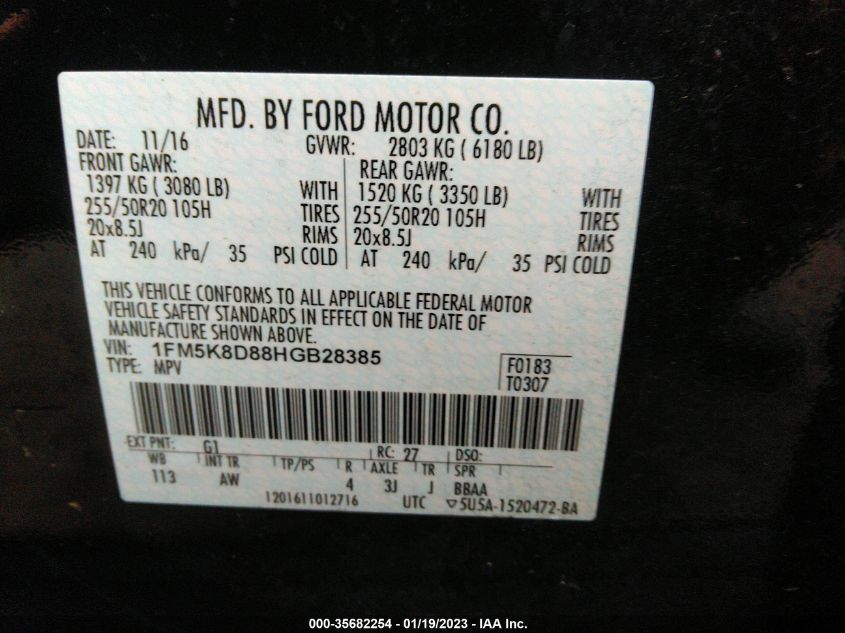 MFD. BY FORD MOTOR CO.
DATE: 11/16 GVWR: 2803 KG ( 6180 LB)
FRONT GAWR: REAR GAWR:
1397 KG ( 3080 LB) WITH 1520 KG ( 3350 LB) WITH
255/50R20 105H TIRES 255/50R20 105H TIRES
20x8.5J RIMS 20x8.5J RIMS
AT 240 kPa/ 35 PSI COLD AT 240 kPa/ 35 PSI COLD
THIS VEHICLE CONFORMS TO ALL APPLICABLE FEDERAL MOTOR
VEHICLE SAFETY STANDARDS IN EFFECT ON THE DATE OF
MANUFACTURE SHOWN ABOVE.
VIN: 1FM5K8D88HGB28385
TYPE: MPV
F0183
T0307
EXT PNT: G1 RC: 27 DSO:
WB INT TR TP/PS R AXLE TR SPR
113 AW 4 3J J BBAA
1201611012716 UTC ▽5U5A-1520472-BA
000-35682254 - 01/19/2023 - IAA Inc.